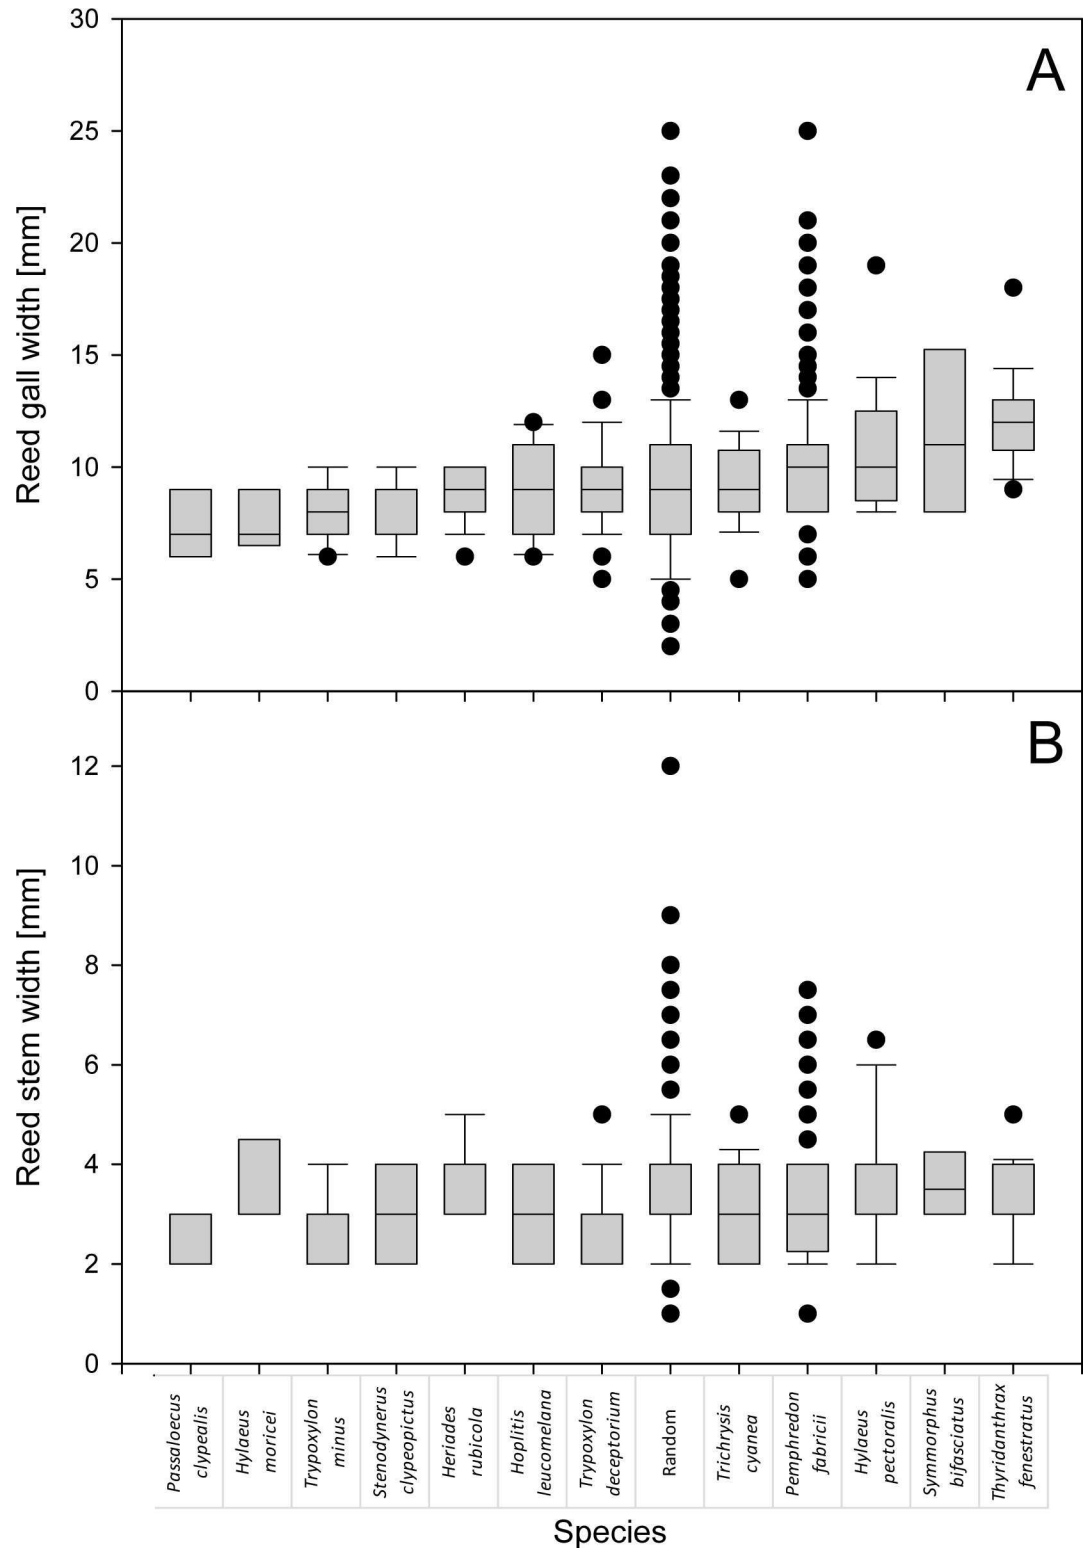 30
A
25
20
15
10
5
0
Reed gall width [mm]
B
12
10
8
6
4
2
0
Reed stem width [mm]
Passaloecus
clypealis
Hylaeus
moricei
Trypoxylon
minus
Stenodynerus
clypeopictus
Heriades
rubicola
Hoplitis
leucomelana
Trypoxylon
deceptorium
Random
Trichrysis
cyanea
Pemphredon
fabricii
Hylaeus
pectoralis
Symmorphus
bifasciatus
Thyridanthrax
fenestratus
Species